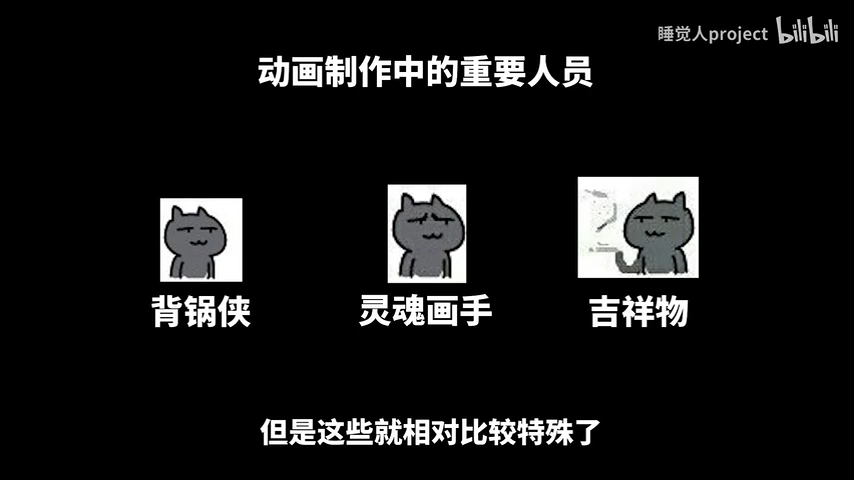 睡觉人project bilibili
动画制作中的重要人员
背锅侠
灵魂画手
吉祥物
但是这些就相对比较特殊了